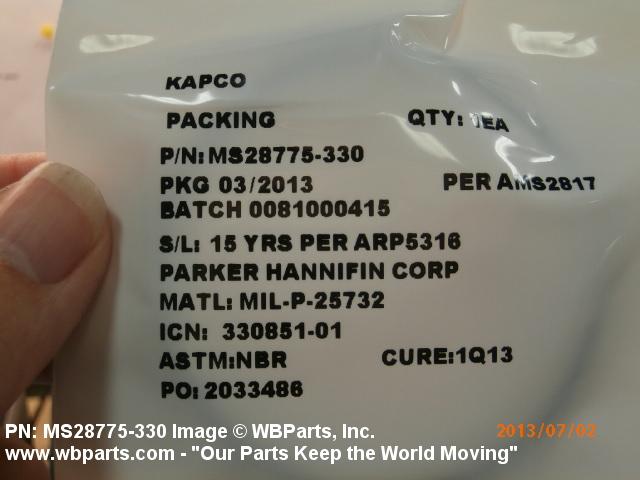 KAPCO
PACKING QTY: 1EA
P/N: MS28775-330
PKG 03/2013 PER AMS2817
BATCH 0081000415
S/L: 15 YRS PER ARP5316
PARKER HANNIFIN CORP
MATL: MIL-P-25732
ICN: 330851-01
ASTM:NBR CURE:1Q13
PO: 2033486
PN: MS28775-330 Image © WBParts, Inc. 2013/07/02
www.wbparts.com - "Our Parts Keep the World Moving"